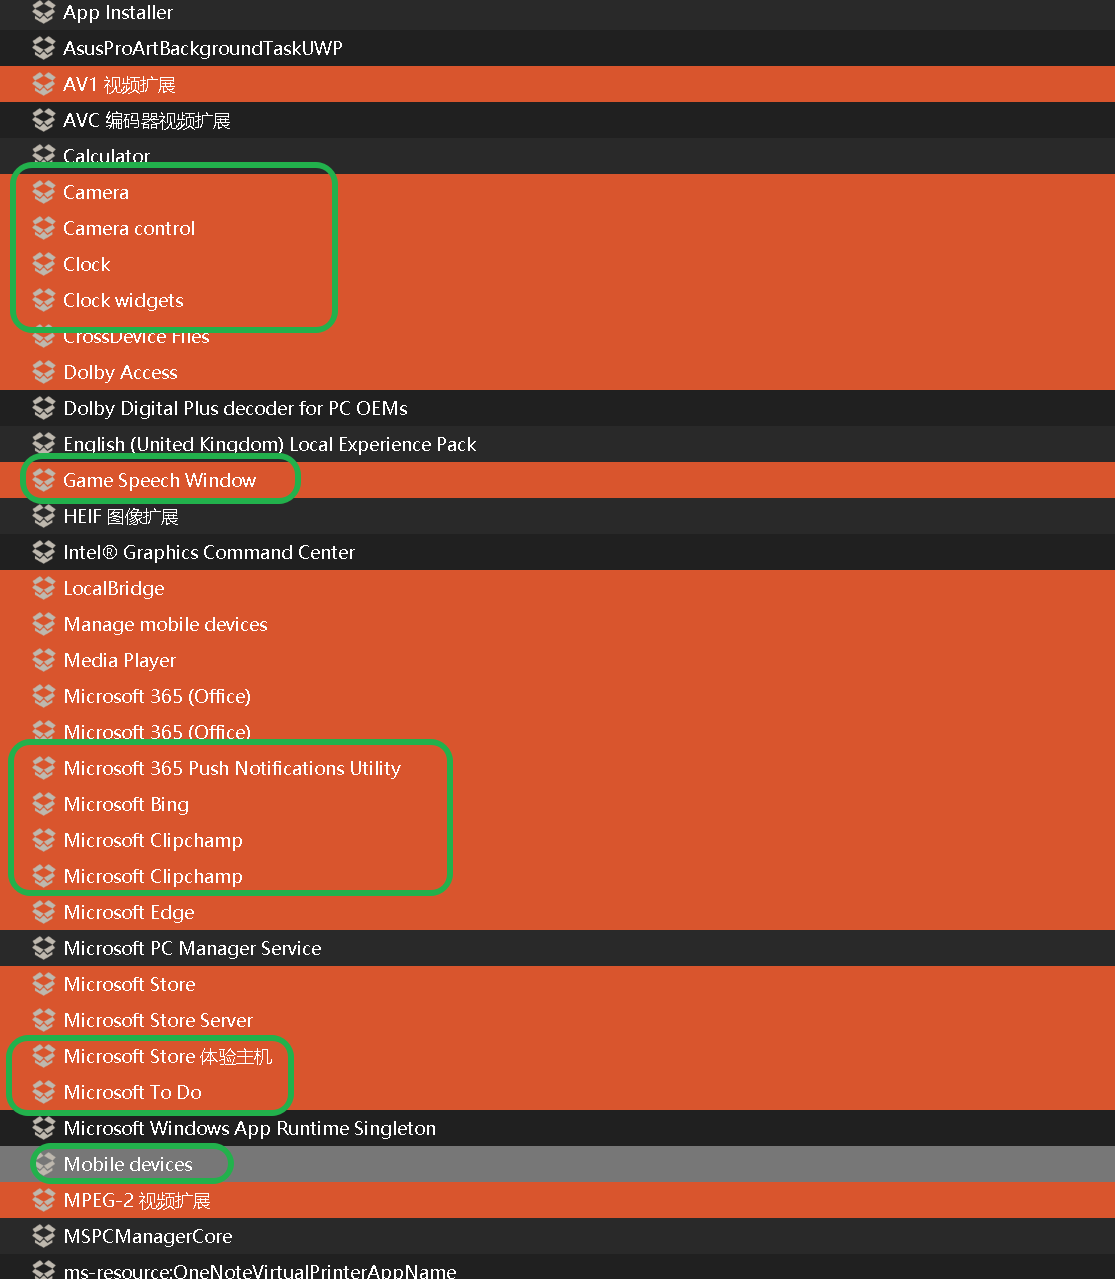 App Installer
AsusProArtBackgroundTaskUWP
AV1 视频扩展
AVC 编码器视频扩展
Calculator
Camera
Camera control
Clock
Clock widgets
CrossDevice Files
Dolby Access
Dolby Digital Plus decoder for PC OEMs
English (United Kingdom) Local Experience Pack
Game Speech Window
HEIF 图像扩展
Intel® Graphics Command Center
LocalBridge
Manage mobile devices
Media Player
Microsoft 365 (Office)
Microsoft 365 (Office)
Microsoft 365 Push Notifications Utility
Microsoft Bing
Microsoft Clipchamp
Microsoft Clipchamp
Microsoft Edge
Microsoft PC Manager Service
Microsoft Store
Microsoft Store Server
Microsoft Store 体验主机
Microsoft To Do
Microsoft Windows App Runtime Singleton
Mobile devices
MPEG-2 视频扩展
MSPCManagerCore
ms-resource:OneNoteVirtualPrinterAppName